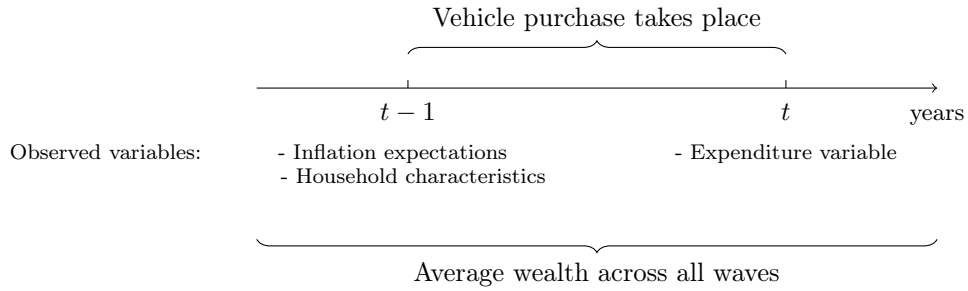 Vehicle purchase takes place
t − 1
t
years
Observed variables:
- Inflation expectations
- Expenditure variable
- Household characteristics
Average wealth across all waves